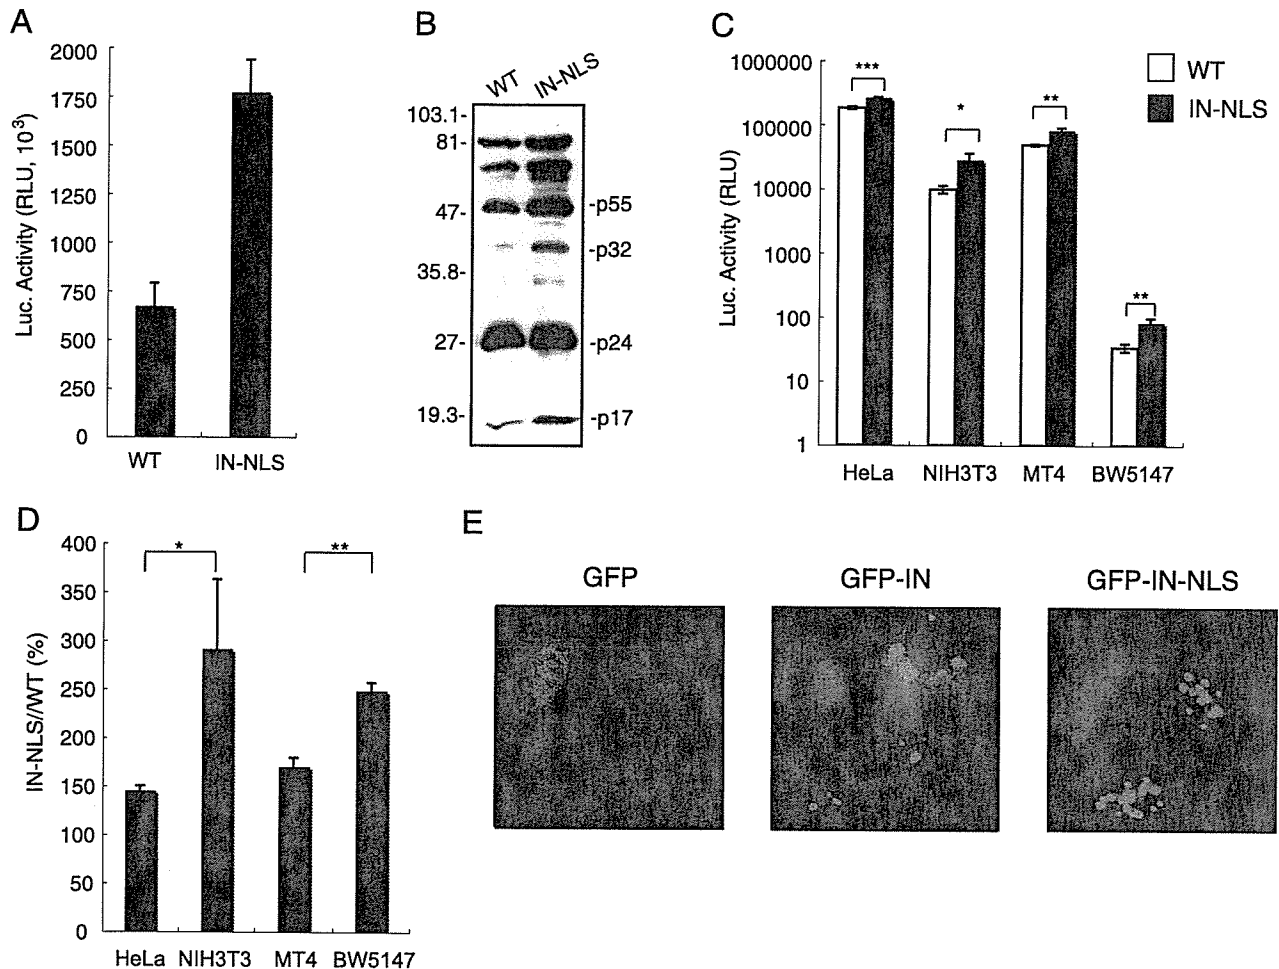 A
Luc. Activity (RLU, 10³)
2000
1750
1500
1250
1000
750
500
250
0
WT
IN-NLS
B
WT
IN-NLS
103.1-
81-
47-
35.8-
27-
19.3-
-p55
-p32
-p24
-p17
C
Luc. Activity (RLU)
1000000
100000
10000
1000
100
10
1
***
*
**
**
WT
IN-NLS
HeLa
NIH3T3
MT4
BW5147
D
IN-NLS//WT (%)
400
350
300
250
200
150
100
50
0
*
**
HeLa
NIH3T3
MT4
BW5147
E
GFP
GFP-IN
GFP-IN-NLS